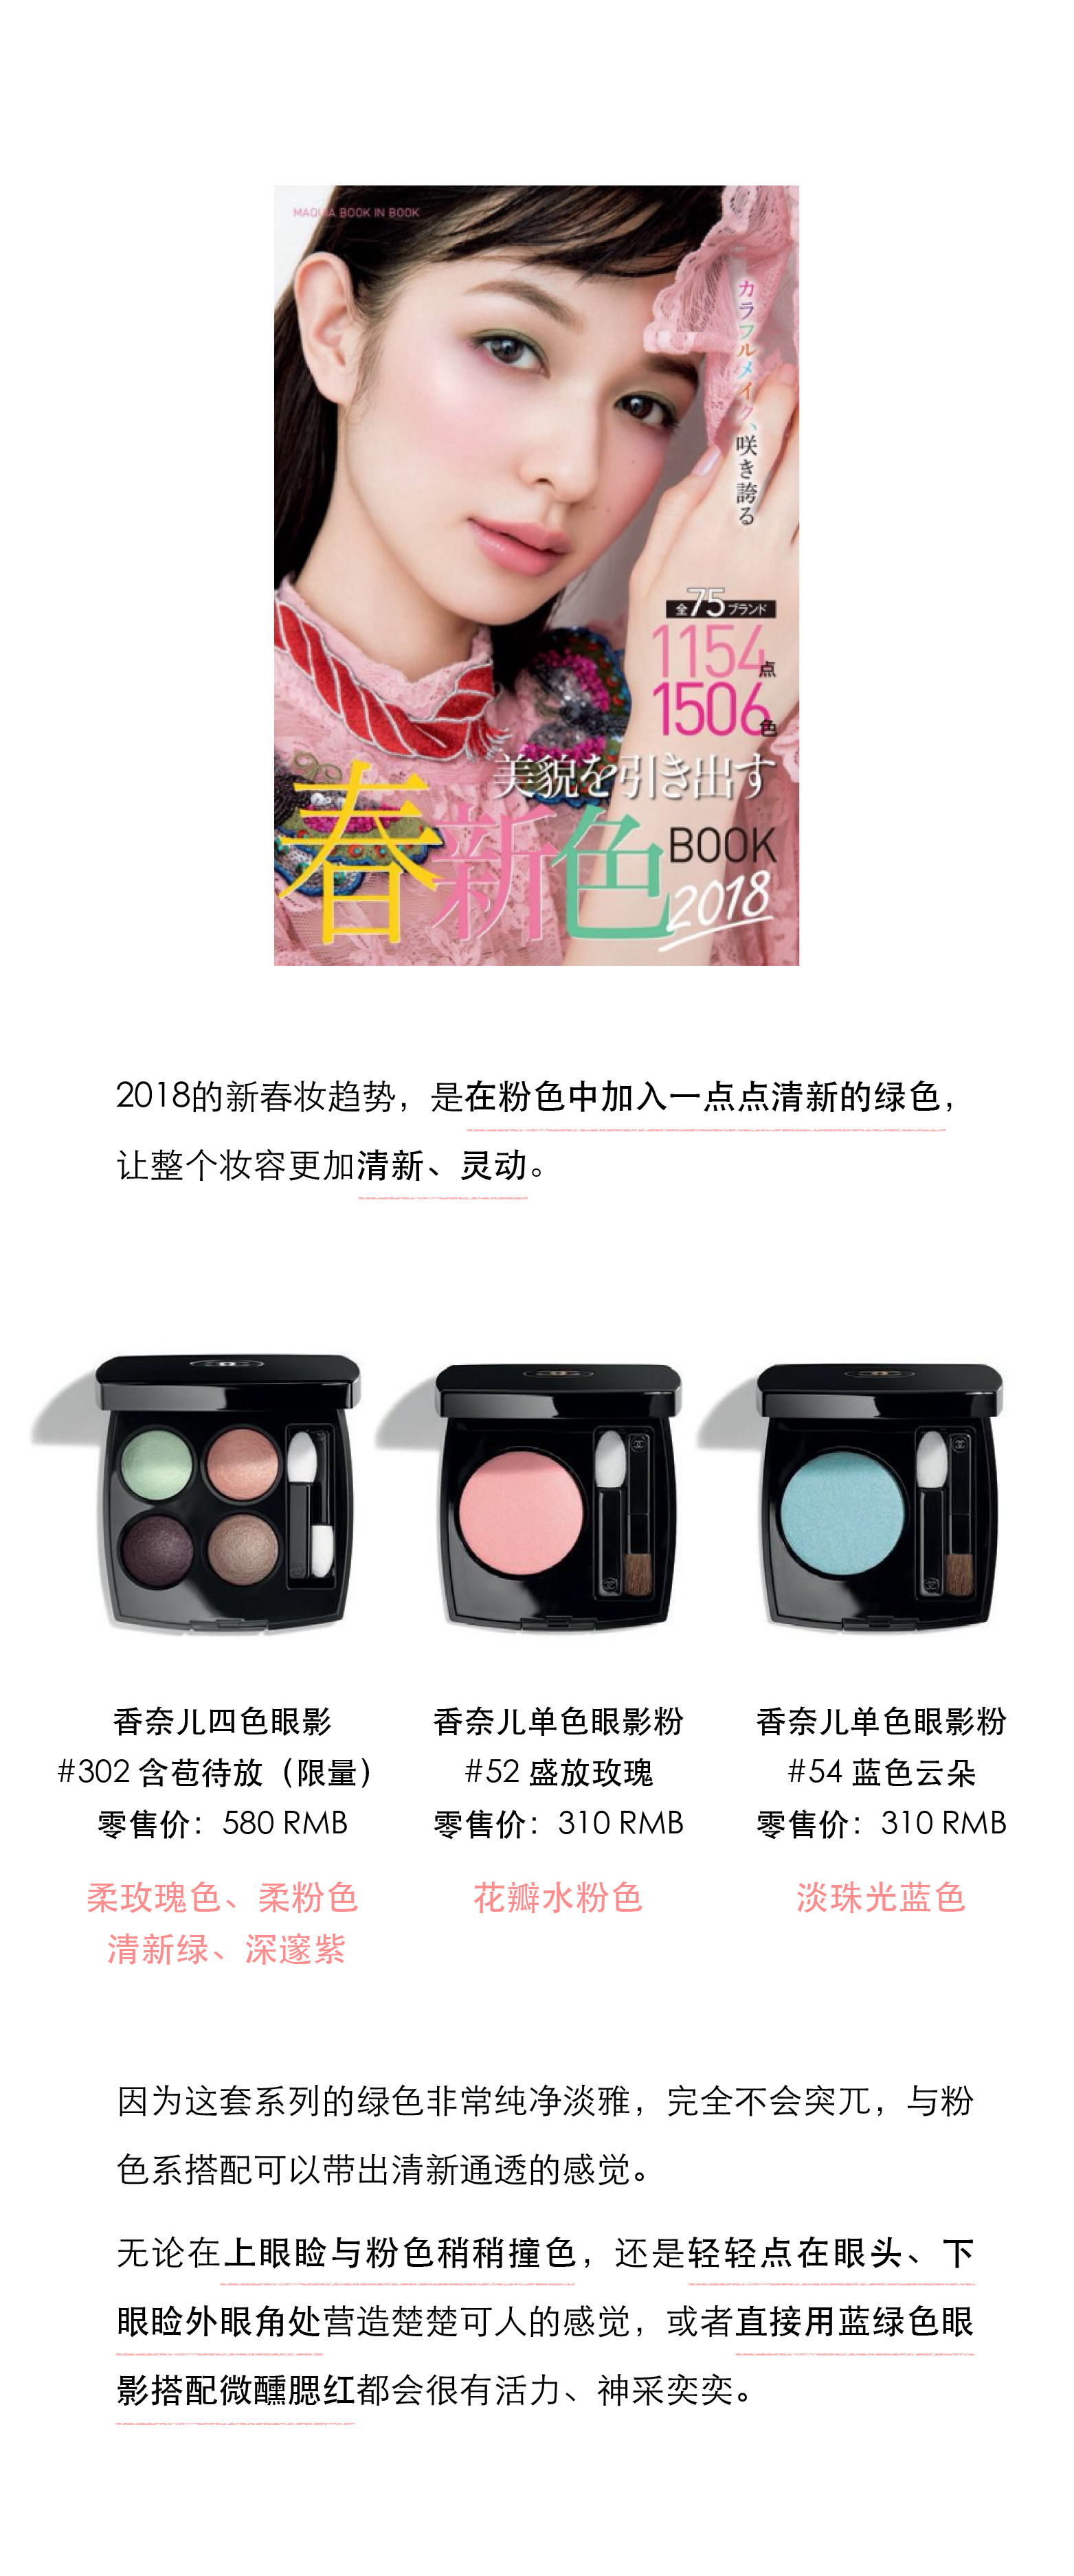 MAQUIA BOOK IN BOOK
カラフルメイク、咲き誇る
全75ブランド
1154点
1506色
美貌を引き出す
春新色BOOK
2018
2018的新春妆趋势，是在粉色中加入一点点清新的绿色，
让整个妆容更加清新、灵动。
香奈儿四色眼影
#302 含苞待放（限量）
零售价：580 RMB
柔玫瑰色、柔粉色
清新绿、深邃紫
香奈儿单色眼影粉
#52 盛放玫瑰
零售价：310 RMB
花瓣水粉色
香奈儿单色眼影粉
#54 蓝色云朵
零售价：310 RMB
淡珠光蓝色
因为这套系列的绿色非常纯净淡雅，完全不会突兀，与粉
色系搭配可以带出清新通透的感觉。
无论在上眼睑与粉色稍稍撞色，还是轻轻点在眼头、下
眼睑外眼角处营造楚楚可人的感觉，或者直接用蓝绿色眼
影搭配微醺腮红都会很有活力、神采奕奕。